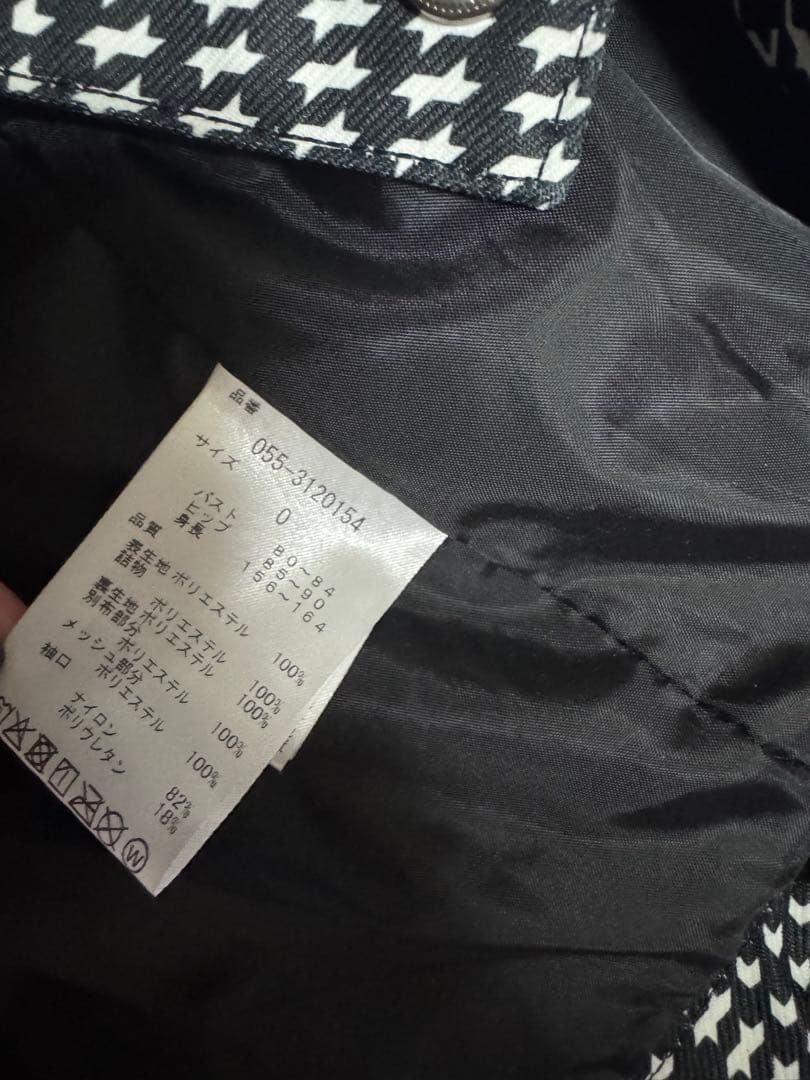 品番
055-3120154
サイズ
0
バスト 80~84
ヒップ 85~90
身長 156~164
品質
表生地 ポリエステル 100%
詰物 ポリエステル 100%
裏生地 ポリエステル 100%
別布部分 ポリエステル 100%
メッシュ部分 ポリエステル 100%
袖口 ナイロン 82%
ポリウレタン 18%
W